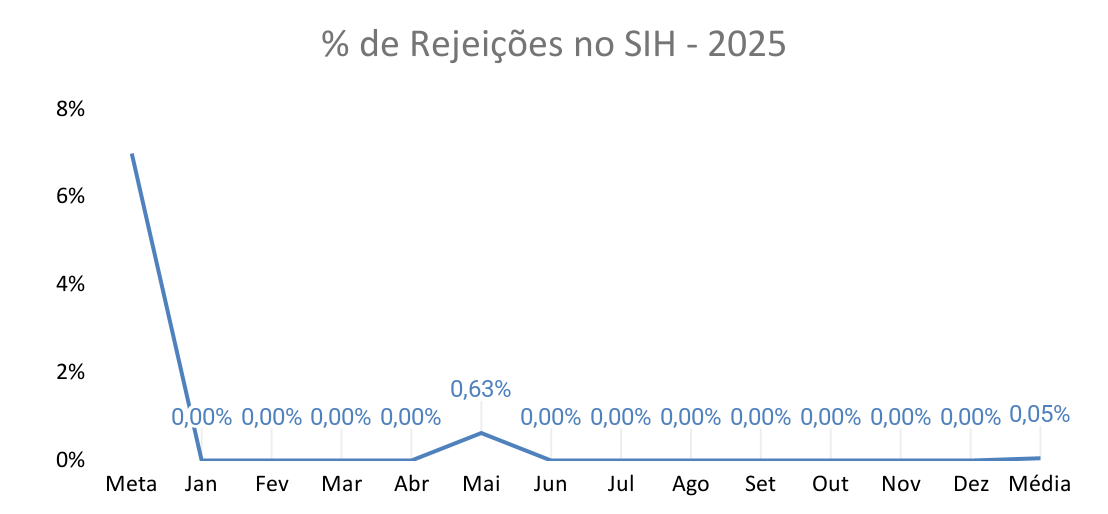 % de Rejeições no SIH - 2025
8%
6%
4%
2%
0%
0,00% 0,00% 0,00% 0,00% 0,63% 0,00% 0,00% 0,00% 0,00% 0,00% 0,00% 0,00% 0,05%
Meta Jan Fev Mar Abr Mai Jun Jul Ago Set Out Nov Dez Média